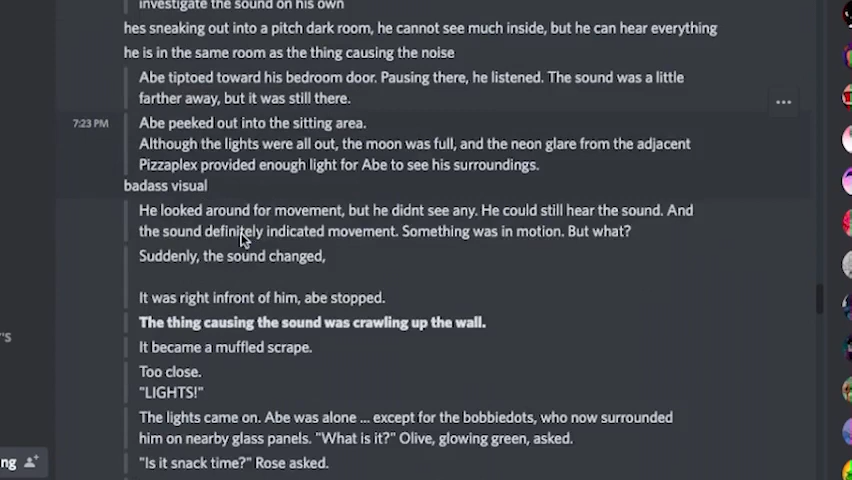 investigate the sound on his own
hes sneaking out into a pitch dark room, he cannot see much inside, but he can hear everything
he is in the same room as the thing causing the noise
Abe tiptoed toward his bedroom door. Pausing there, he listened. The sound was a little
farther away, but it was still there.
7:23 PM
Abe peeked out into the sitting area.
Although the lights were all out, the moon was full, and the neon glare from the adjacent
Pizzaplex provided enough light for Abe to see his surroundings.
badass visual
He looked around for movement, but he didnt see any. He could still hear the sound. And
the sound definitely indicated movement. Something was in motion. But what?
Suddenly, the sound changed,
It was right infront of him, abe stopped.
The thing causing the sound was crawling up the wall.
It became a muffled scrape.
Too close.
"LIGHTS!"
The lights came on. Abe was alone ... except for the bobbiedots, who now surrounded
him on nearby glass panels. "What is it?" Olive, glowing green, asked.
"Is it snack time?" Rose asked.
'S
ng